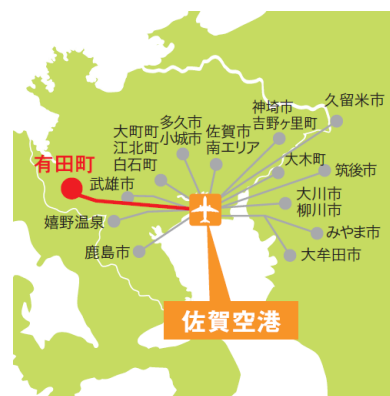 久留米市
神埼市
吉野ヶ里町
多久市
小城市
佐賀市
南エリア
大町町
江北町
白石町
有田町
武雄市
大木町
筑後市
大川市
柳川市
嬉野温泉
みやま市
鹿島市
大牟田市
佐賀空港